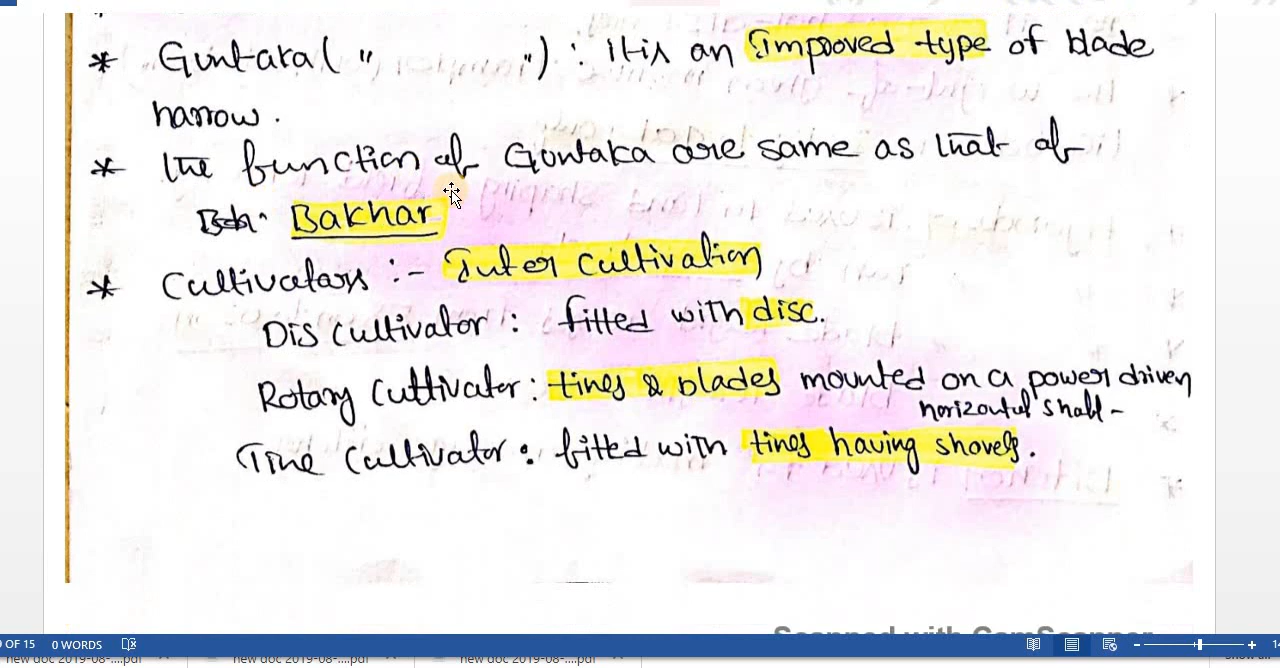 * Guntaka ( " " ) : it is an improved type of blade
harrow.
* The function of Guntaka are same as that of
Bakhar
* Cultivators :- Inter cultivation
Dis cultivator : fitted with disc.
Rotary Cultivator : tines & blades mounted on a power driven
horizontal shaft -
Tine Cultivator : fitted with tines having shovels.
OF 15 0 WORDS
new doc 2019-08-....pdf new doc 2019-08-....pdf new doc 2019-08-....pdf